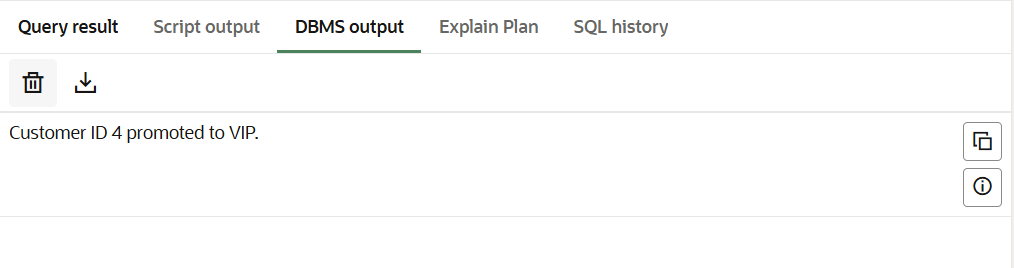 Query result Script output DBMS output Explain Plan SQL history
Customer ID 4 promoted to VIP.